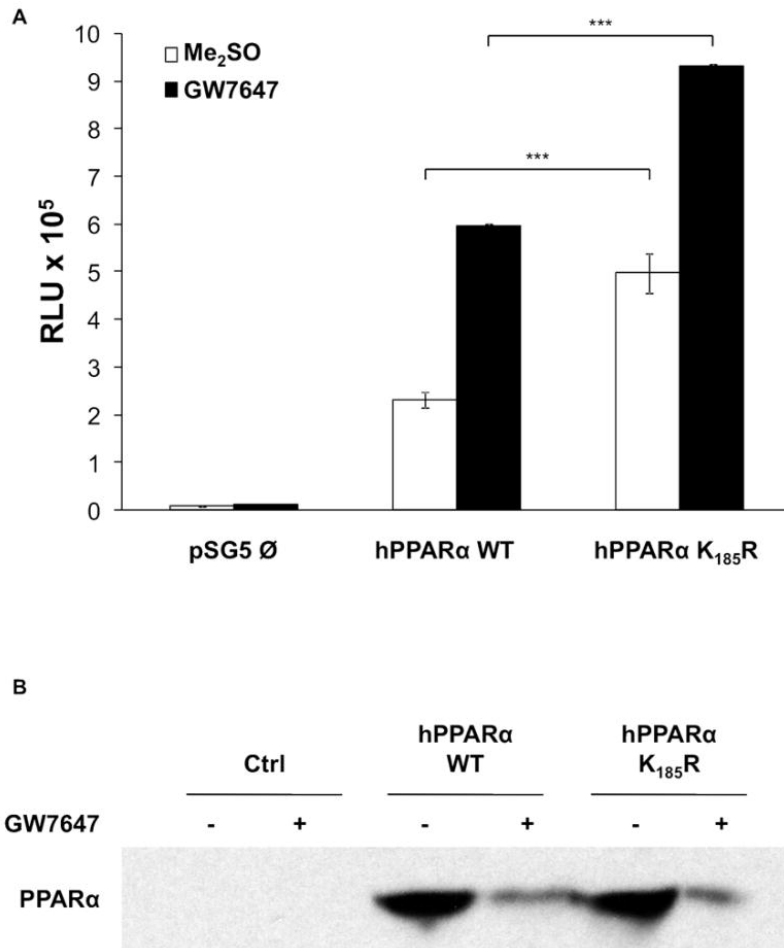 A
10
9
8
7
6
5
4
3
2
1
0
RLU x 10⁵
Me₂SO
GW7647
***
***
pSG5 Ø
hPPARα WT
hPPARα K₁₈₅R
B
Ctrl
hPPARα
WT
hPPARα
K₁₈₅R
GW7647 - + - + - +
PPARα